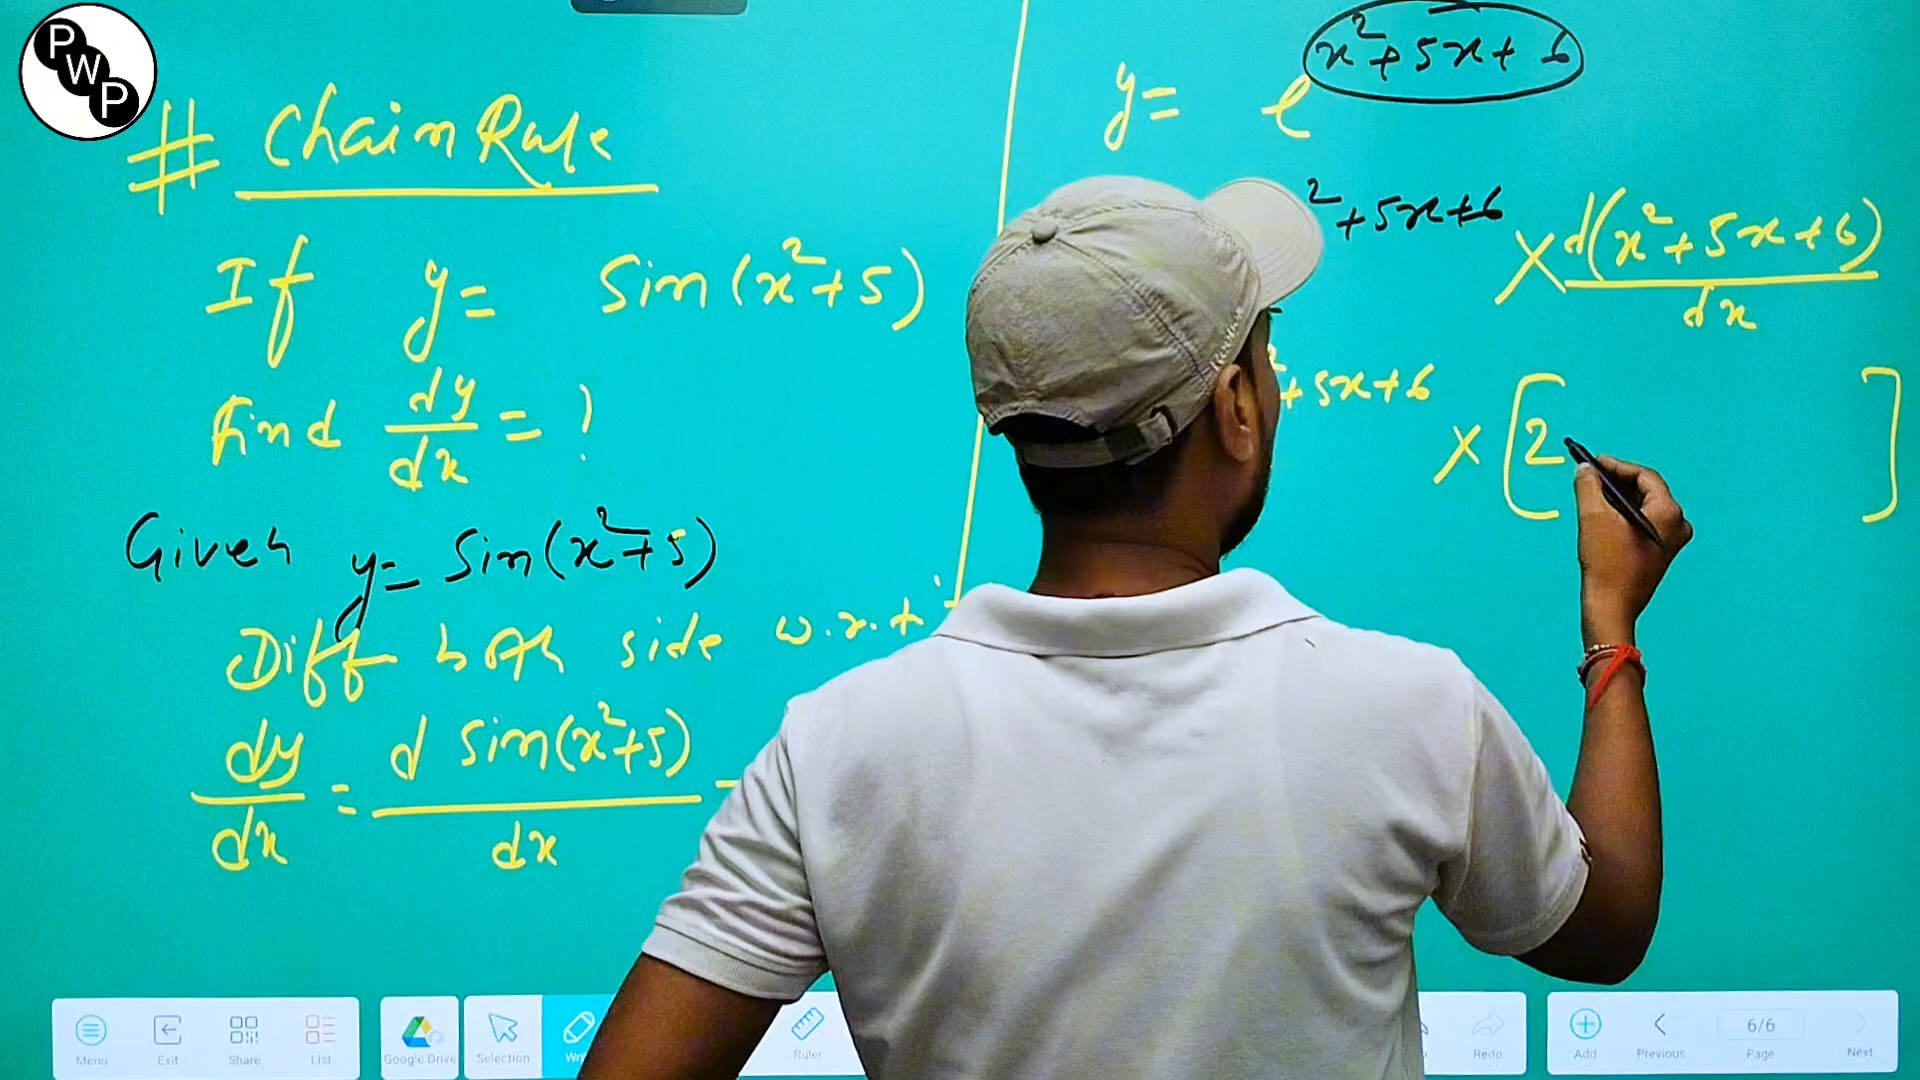 PWP
# Chain Rule
If y = Sin(x²+5)
Find dy/dx = ?
Given y = Sin(x²+5)
Diff both side w.r.t
dy/dx = d Sin(x²+5)/dx
y = e^(x²+5x+6)
²+5x+6 × d(x²+5x+6)/dx
²+5x+6 × [2 ]
Menu Exit Share List Google Drive Selection Ruler Redo Add Previous 6/6 Page Next